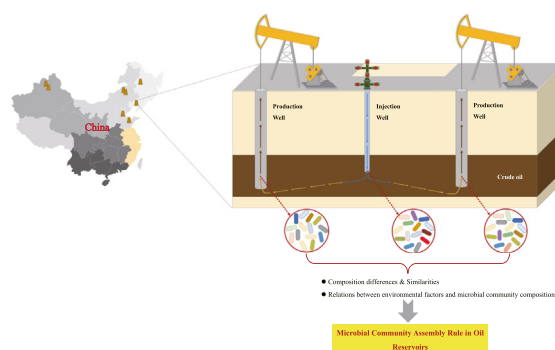 China
Production
Well
Injection
Well
Production
Well
Crude oil
● Composition differences & Similarities
● Relations between environmental factors and microbial community composition
Microbial Community Assembly Rule in Oil
Reservoirs